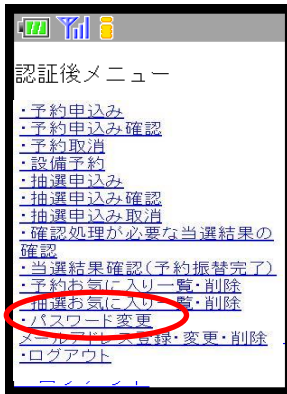 認証後メニュー
・予約申込み
・予約申込み確認
・予約取消
・設備予約
・抽選申込み
・抽選申込み確認
・抽選申込み取消
・確認処理が必要な当選結果の
確認
・当選結果確認(予約振替完了)
・予約お気に入り一覧・削除
・抽選お気に入り一覧・削除
・パスワード変更
メールアドレス登録・変更・削除
・ログアウト